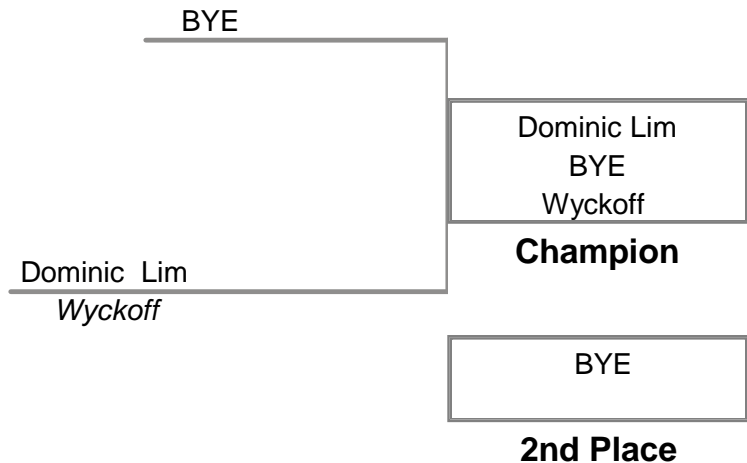 BYE
Dominic Lim
BYE
Wyckoff
Champion
Dominic Lim
Wyckoff
BYE
2nd Place